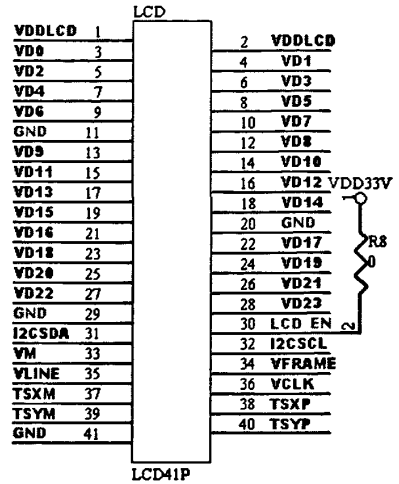 LCD
VDDLCD 1
2 VDDLCD
VD0 3
4 VD1
VD2 5
6 VD3
VD4 7
8 VD5
VD6 9
10 VD7
GND 11
12 VD8
VD9 13
14 VD10
VD11 15
16 VD12 VDD33V
VD13 17
1
18 VD14
VD15 19
20 GND
VD16 21
22 VD17
R8
VD18 23
24 VD19
0
VD20 25
26 VD21
VD22 27
28 VD23
GND 29
30 LCD EN
2
I2CSDA 31
32 I2CSCL
VM 33
34 VFRAME
VLINE 35
36 VCLK
TSXM 37
38 TSXP
TSYM 39
40 TSYP
GND 41
LCD41P